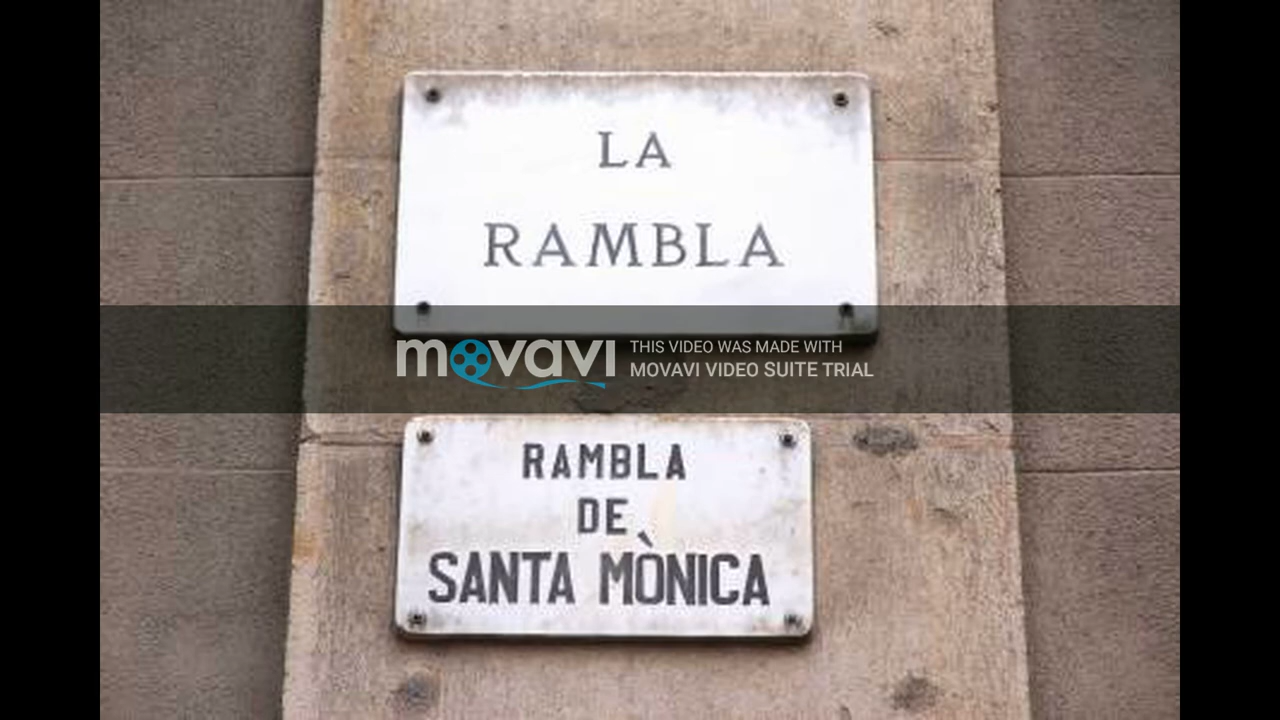 LA
RAMBLA
movavi
THIS VIDEO WAS MADE WITH
MOVAVI VIDEO SUITE TRIAL
RAMBLA
DE
SANTA MÒNICA